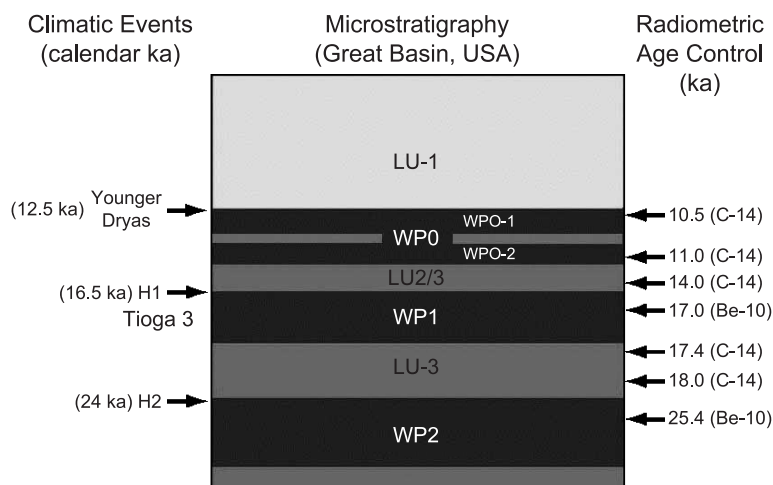 Climatic Events
(calendar ka)
Microstratigraphy
(Great Basin, USA)
Radiometric
Age Control
(ka)
LU-1
(12.5 ka) Younger
Dryas
WPO-1
10.5 (C-14)
WP0
WPO-2
11.0 (C-14)
LU2/3
14.0 (C-14)
(16.5 ka) H1
Tioga 3
WP1
17.0 (Be-10)
17.4 (C-14)
LU-3
18.0 (C-14)
(24 ka) H2
25.4 (Be-10)
WP2